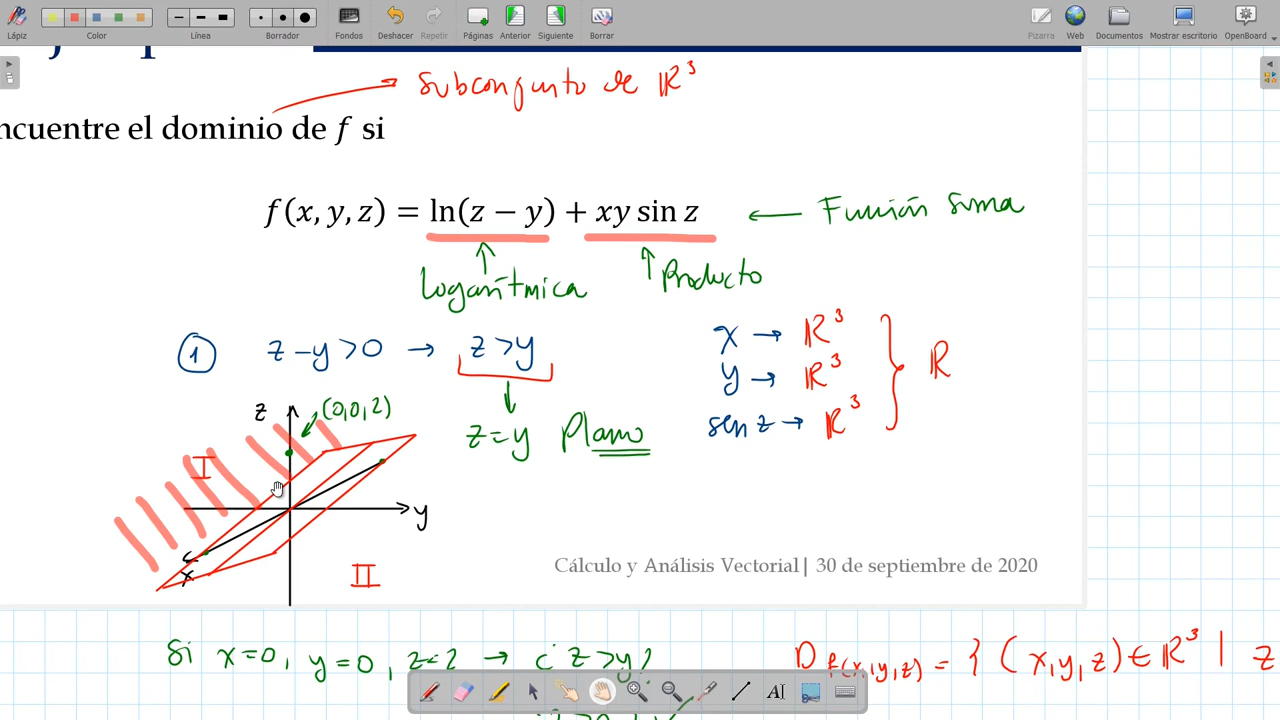 Lápiz Color Línea Borrador Fondos Deshacer Repetir Páginas Anterior Siguiente Borrar Pizarra Web Documentos Mostrar escritorio OpenBoard
Subconjunto de ℝ³
ncuentre el dominio de f si
f(x, y, z) = ln(z − y) + xy sin z ← Función Suma
Logarítmica Producto
① z − y > 0 → z > y
x → ℝ³
y → ℝ³ } ℝ
sen z → ℝ³
z = y Plano
z (0,0,2)
I
y
x
II
Cálculo y Análisis Vectorial| 30 de septiembre de 2020
Si x=0, y=0, z=2 → ¿ z > y?
D f(x,y,z) = { (x,y,z) ∈ ℝ³ | z
AI